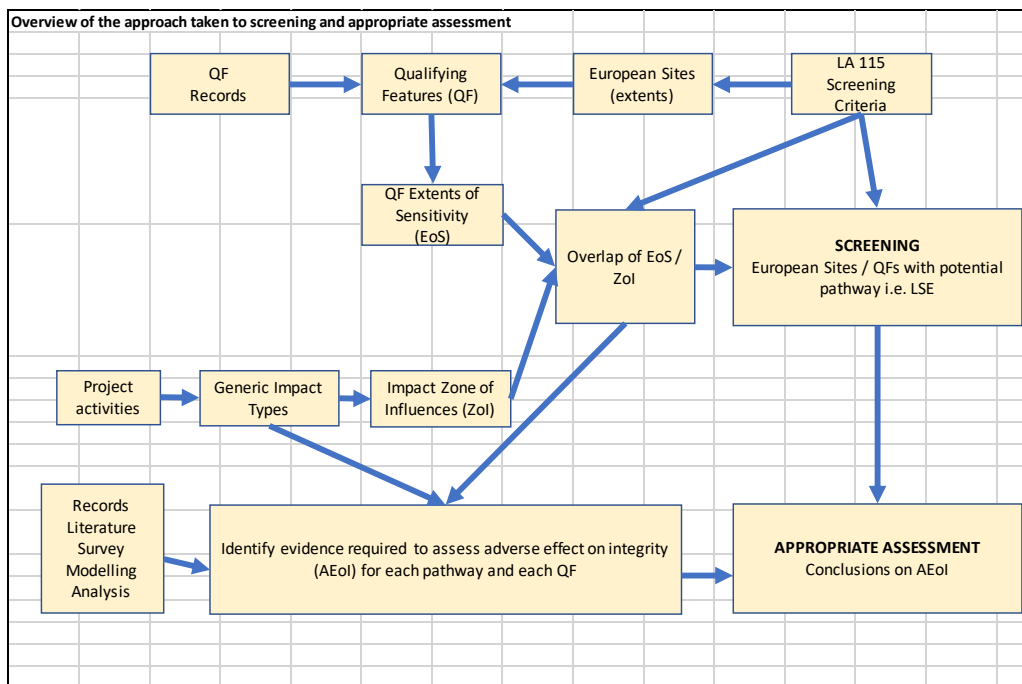 Overview of the approach taken to screening and appropriate assessment
QF
Records
Qualifying
Features (QF)
European Sites
(extents)
LA 115
Screening
Criteria
QF Extents of
Sensitivity
(EoS)
Overlap of EoS /
ZoI
SCREENING
European Sites / QFs with potential
pathway i.e. LSE
Project
activities
Generic Impact
Types
Impact Zone of
Influences (ZoI)
Records
Literature
Survey
Modelling
Analysis
Identify evidence required to assess adverse effect on integrity
(AEoI) for each pathway and each QF
APPROPRIATE ASSESSMENT
Conclusions on AEoI